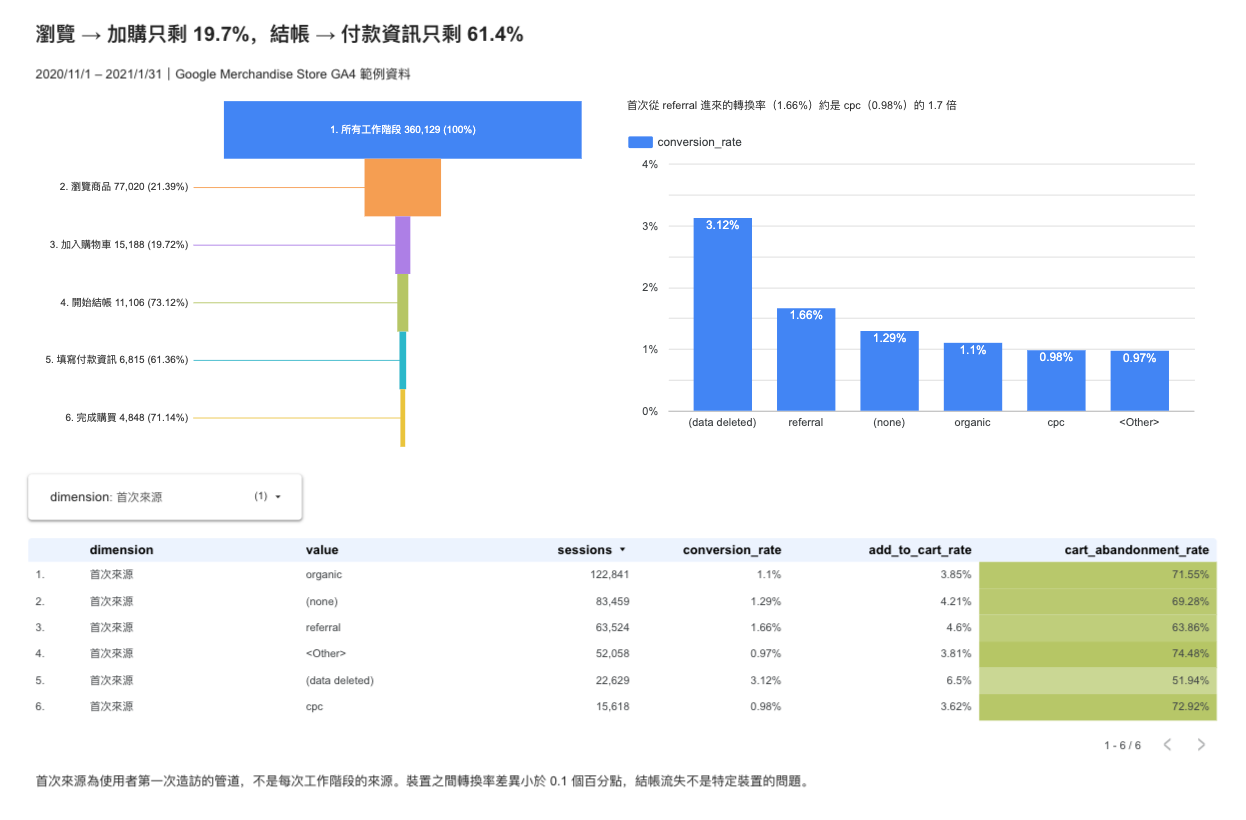 瀏覽 → 加購只剩 19.7%，結帳 → 付款資訊只剩 61.4%
2020/11/1 – 2021/1/31｜Google Merchandise Store GA4 範例資料
1. 所有工作階段 360,129 (100%)
2. 瀏覽商品 77,020 (21.39%)
3. 加入購物車 15,188 (19.72%)
4. 開始結帳 11,106 (73.12%)
5. 填寫付款資訊 6,815 (61.36%)
6. 完成購買 4,848 (71.14%)
首次從 referral 進來的轉換率（1.66%）約是 cpc（0.98%）的 1.7 倍
conversion_rate
4%
3%
2%
1%
0%
3.12%
1.66%
1.29%
1.1%
0.98%
0.97%
(data deleted) referral (none) organic cpc <Other>
dimension: 首次來源 (1)
dimension value sessions conversion_rate add_to_cart_rate cart_abandonment_rate
1. 首次來源 organic 122,841 1.1% 3.85% 71.55%
2. 首次來源 (none) 83,459 1.29% 4.21% 69.28%
3. 首次來源 referral 63,524 1.66% 4.6% 63.86%
4. 首次來源 <Other> 52,058 0.97% 3.81% 74.48%
5. 首次來源 (data deleted) 22,629 3.12% 6.5% 51.94%
6. 首次來源 cpc 15,618 0.98% 3.62% 72.92%
1 - 6 / 6
首次來源為使用者第一次造訪的管道，不是每次工作階段的來源。裝置之間轉換率差異小於 0.1 個百分點，結帳流失不是特定裝置的問題。